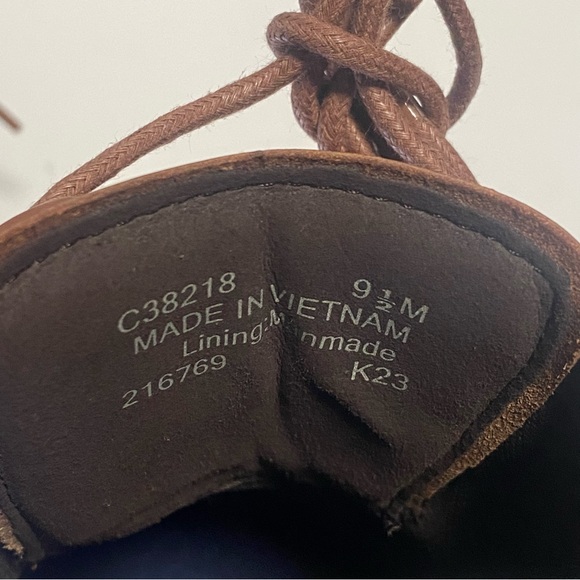 C38218 9½M
MADE IN VIETNAM
Lining:Manmade
216769 K23